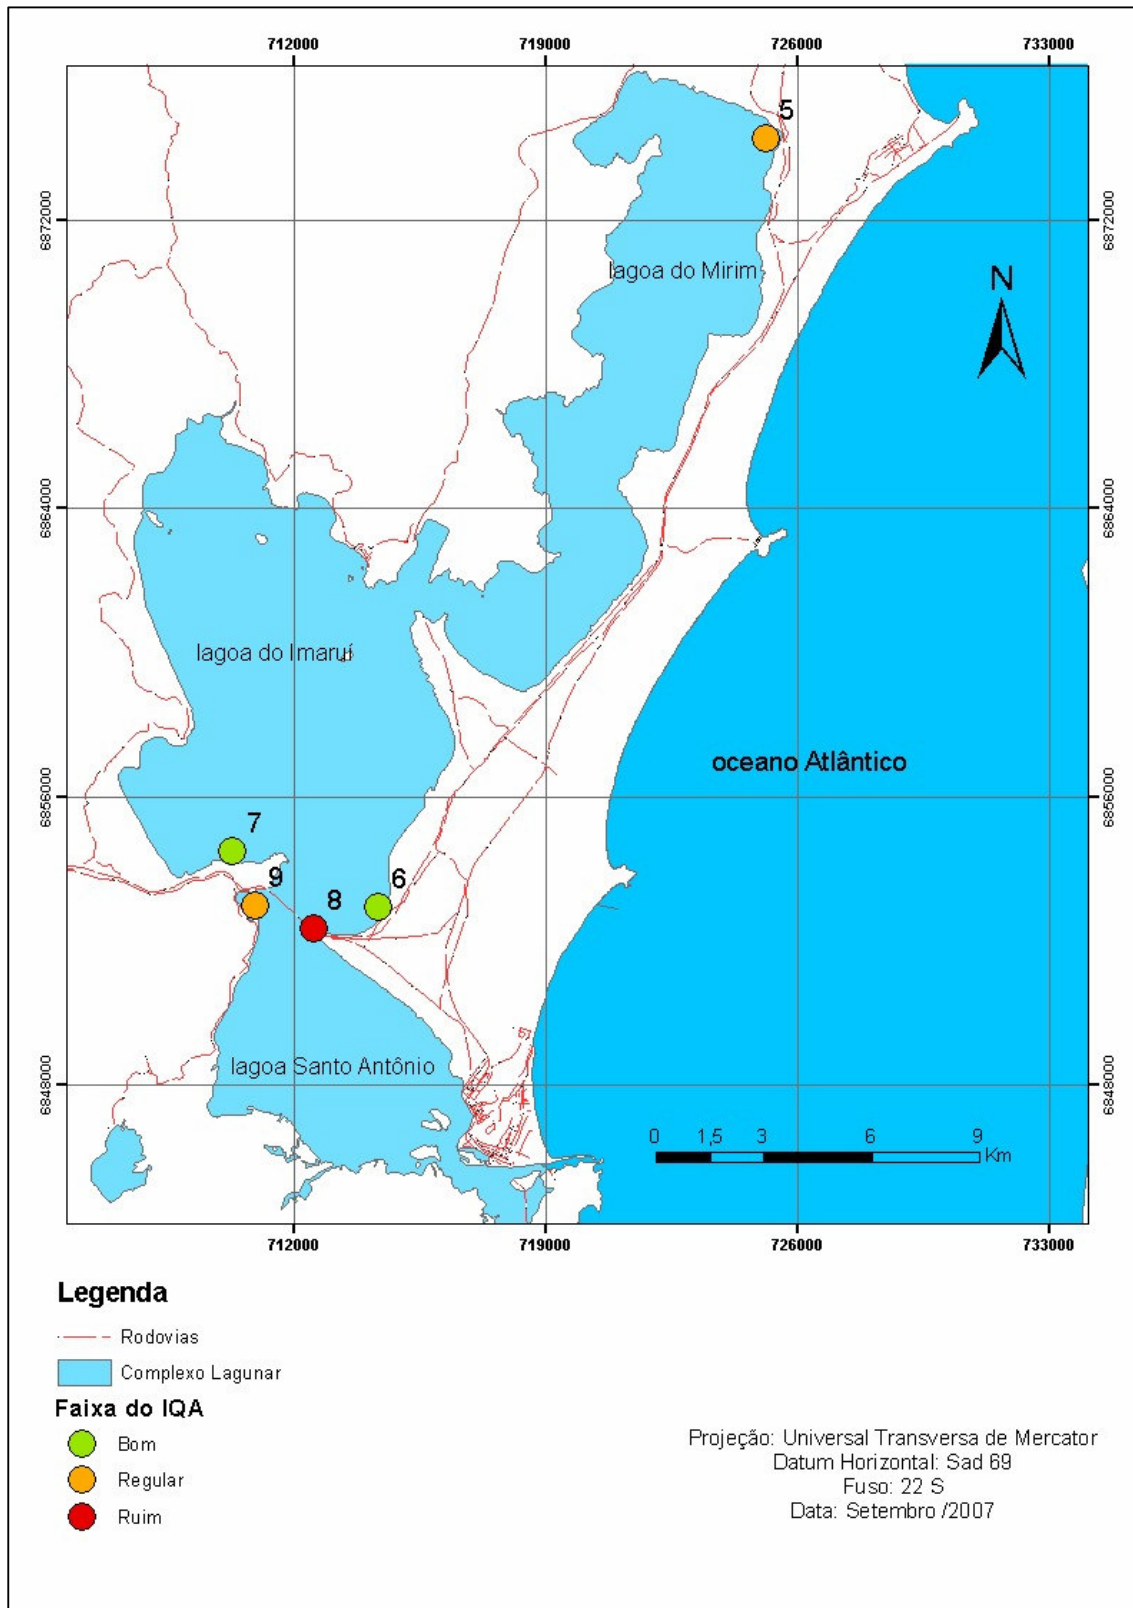 712000
719000
726000
733000
5
6872000
6872000
lagoa do Mirim
N
6864000
6864000
lagoa do Imaruí
oceano Atlântico
6856000
6856000
7
9
8
6
lagoa Santo Antônio
6848000
6848000
0 1,5 3 6 9
Km
712000
719000
726000
733000
Legenda
Rodovias
Complexo Lagunar
Faixa do IQA
Bom
Regular
Ruim
Projeção: Universal Transversa de Mercator
Datum Horizontal: Sad 69
Fuso: 22 S
Data: Setembro /2007